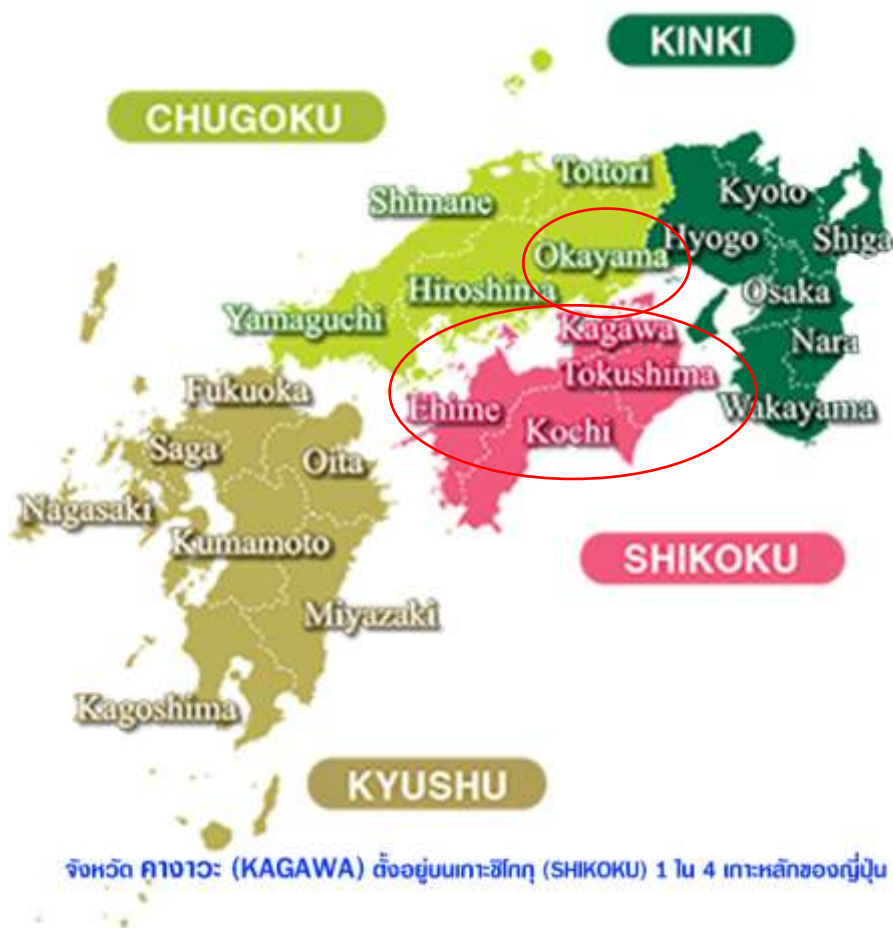 KINKI
CHUGOKU
Tottori
Kyoto
Shimane
Hyogo
Shiga
Okayama
Hiroshima
Osaka
Yamaguchi
Kagawa
Nara
Tokushima
Fukuoka
Ehime
Wakayama
Kochi
Saga
Oita
Nagasaki
Kumamoto
SHIKOKU
Miyazaki
Kagoshima
KYUSHU
จังหวัด คางาวะ (KAGAWA) ตั้งอยู่บนเกาะชิโกกุ (SHIKOKU) 1 ใน 4 เกาะหลักของญี่ปุ่น